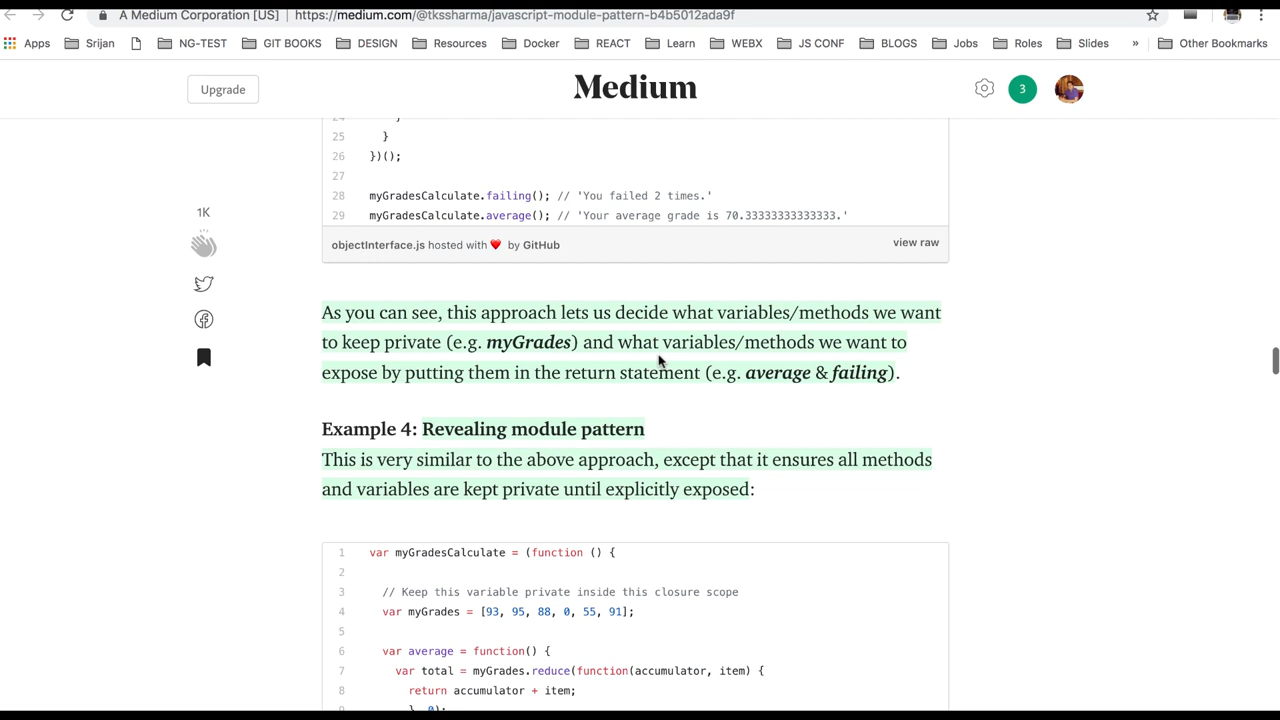 A Medium Corporation [US] | https://medium.com/@tkssharma/javascript-module-pattern-b4b5012ada9f
Apps Srijan NG-TEST GIT BOOKS DESIGN Resources Docker REACT Learn WEBX JS CONF BLOGS Jobs Roles Slides » Other Bookmarks
Upgrade Medium 3
25 }
26 })();
27
28 myGradesCalculate.failing(); // 'You failed 2 times.'
29 myGradesCalculate.average(); // 'Your average grade is 70.33333333333333.'
1K
objectInterface.js hosted with ❤ by GitHub view raw
As you can see, this approach lets us decide what variables/methods we want
to keep private (e.g. myGrades) and what variables/methods we want to
expose by putting them in the return statement (e.g. average & failing).
Example 4: Revealing module pattern
This is very similar to the above approach, except that it ensures all methods
and variables are kept private until explicitly exposed:
1 var myGradesCalculate = (function () {
2
3 // Keep this variable private inside this closure scope
4 var myGrades = [93, 95, 88, 0, 55, 91];
5
6 var average = function() {
7 var total = myGrades.reduce(function(accumulator, item) {
8 return accumulator + item;
9 }, 0);